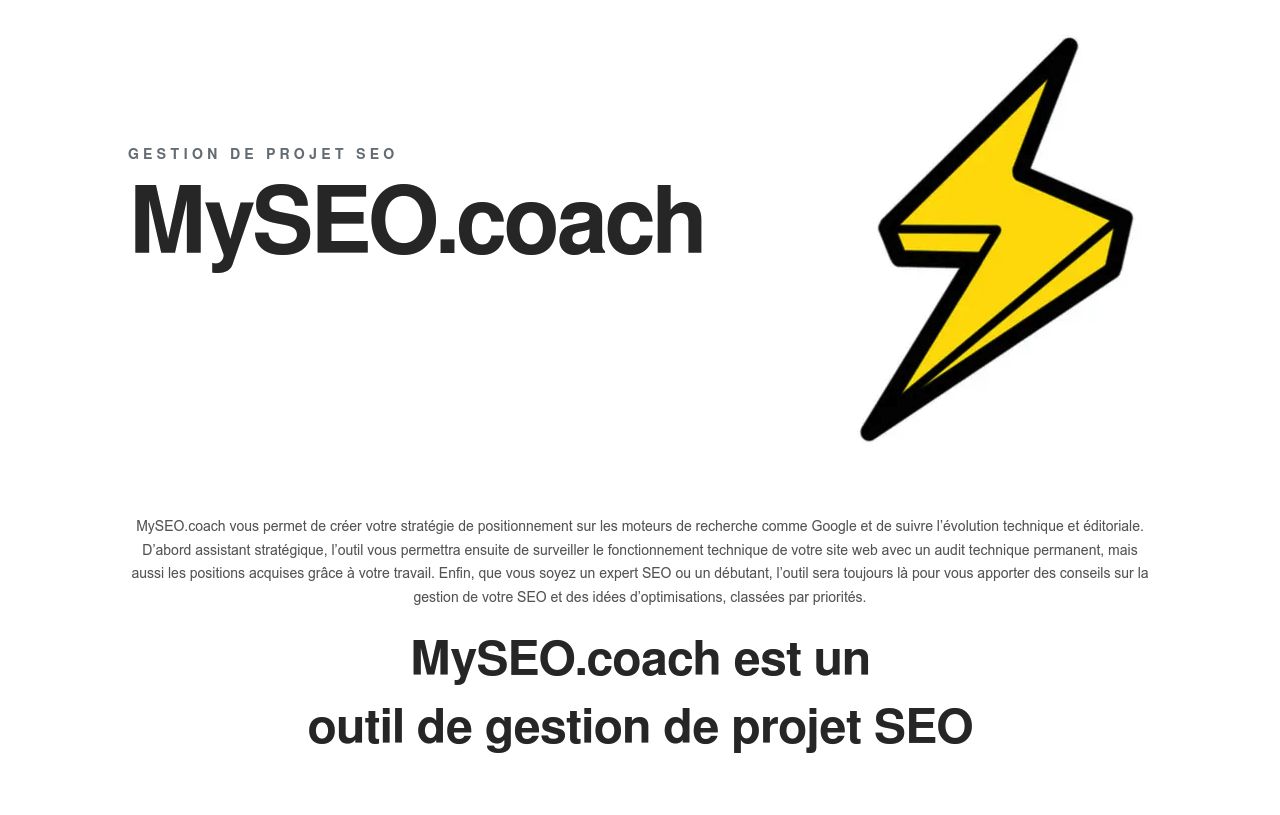 GESTION DE PROJET SEO
MySEO.coach
MySEO.coach vous permet de créer votre stratégie de positionnement sur les moteurs de recherche comme Google et de suivre l’évolution technique et éditoriale.
D’abord assistant stratégique, l’outil vous permettra ensuite de surveiller le fonctionnement technique de votre site web avec un audit technique permanent, mais
aussi les positions acquises grâce à votre travail. Enfin, que vous soyez un expert SEO ou un débutant, l’outil sera toujours là pour vous apporter des conseils sur la
gestion de votre SEO et des idées d’optimisations, classées par priorités.
MySEO.coach est un
outil de gestion de projet SEO